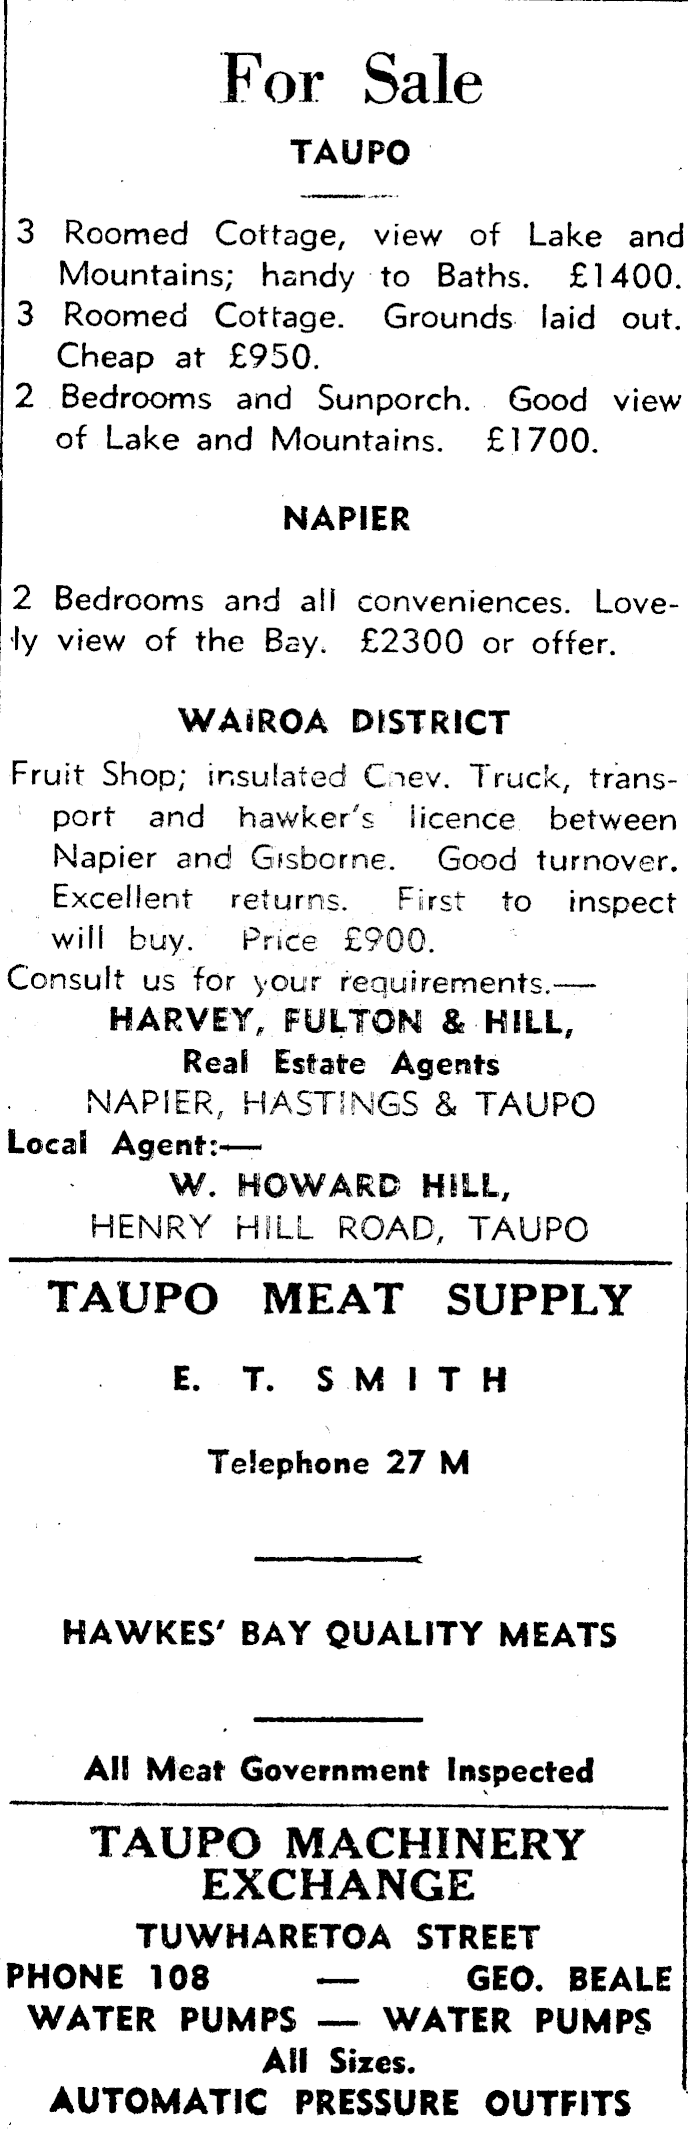 For Sale
TAUPO
3 Roomed Cottage, view of Lake and
Mountains; handy to Baths. £1400.
3 Roomed Cottage. Grounds laid out.
Cheap at £950.
2 Bedrooms and Sunporch. Good view
of Lake and Mountains. £1700.
NAPIER
2 Bedrooms and all conveniences. Love-
ly view of the Bay. £2300 or offer.
WAIROA DISTRICT
Fruit Shop; insulated Chev. Truck, trans-
port and hawker's licence between
Napier and Gisborne. Good turnover.
Excellent returns. First to inspect
will buy. Price £900.
Consult us for your requirements.—
HARVEY, FULTON & HILL,
Real Estate Agents
NAPIER, HASTINGS & TAUPO
Local Agent:—
W. HOWARD HILL,
HENRY HILL ROAD, TAUPO
TAUPO MEAT SUPPLY
E. T. SMITH
Telephone 27 M
HAWKES' BAY QUALITY MEATS
All Meat Government Inspected
TAUPO MACHINERY
EXCHANGE
TUWHARETOA STREET
PHONE 108 — GEO. BEALE
WATER PUMPS — WATER PUMPS
All Sizes.
AUTOMATIC PRESSURE OUTFITS